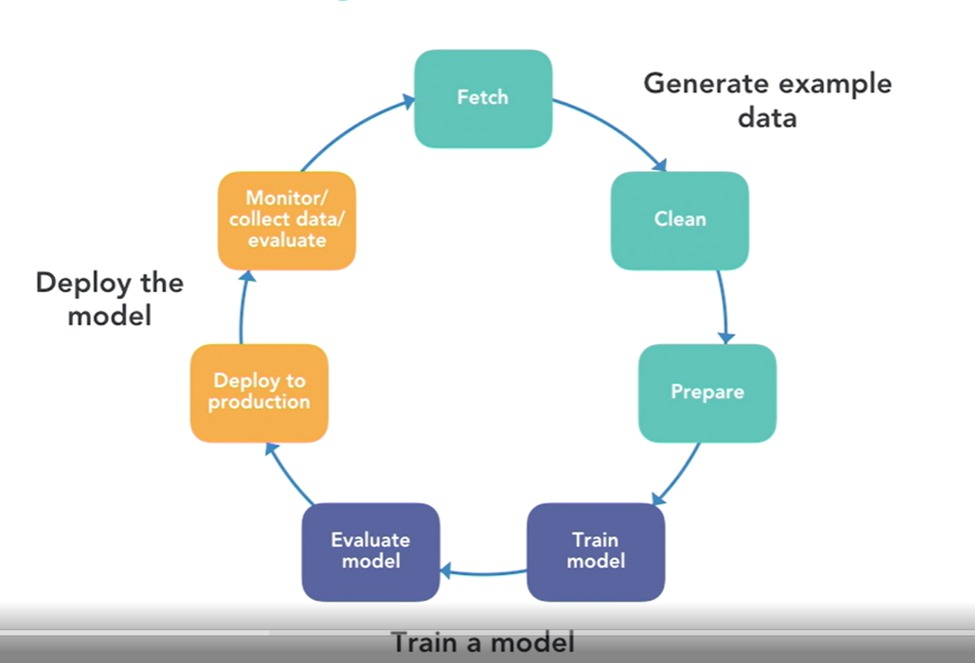 Fetch
Generate example
data
Clean
Prepare
Train
model
Train a model
Evaluate
model
Deploy to
production
Deploy the
model
Monitor/
collect data/
evaluate